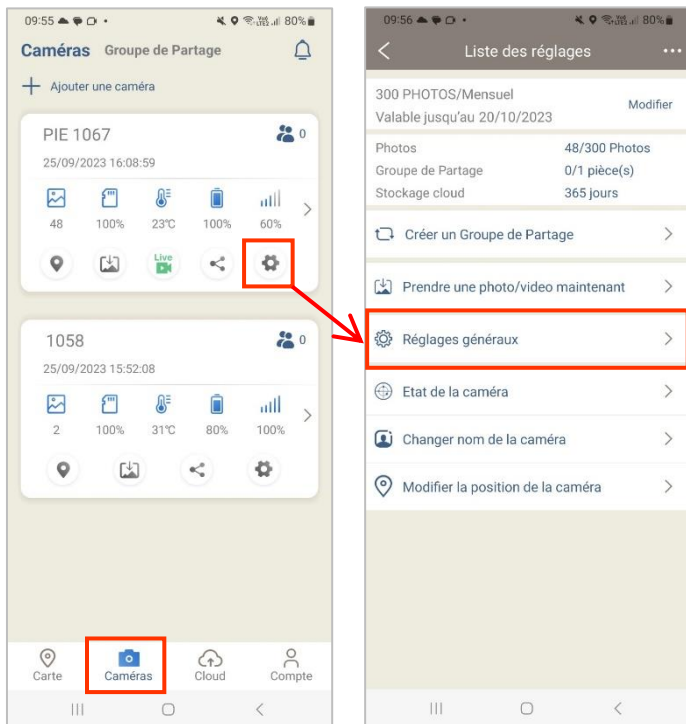 09:55 80%
Caméras Groupe de Partage
Ajouter une caméra
PIE 1067 0
25/09/2023 16:08:59
48 100% 23°C 100% 60%
Live
1058 0
25/09/2023 15:52:08
2 100% 31°C 80% 100%
Carte Caméras Cloud Compte
09:56 80%
Liste des réglages
300 PHOTOS/Mensuel
Modifier
Valable jusqu'au 20/10/2023
Photos 48/300 Photos
Groupe de Partage 0/1 pièce(s)
Stockage cloud 365 jours
Créer un Groupe de Partage
Prendre une photo/video maintenant
Réglages généraux
Etat de la caméra
Changer nom de la caméra
Modifier la position de la caméra